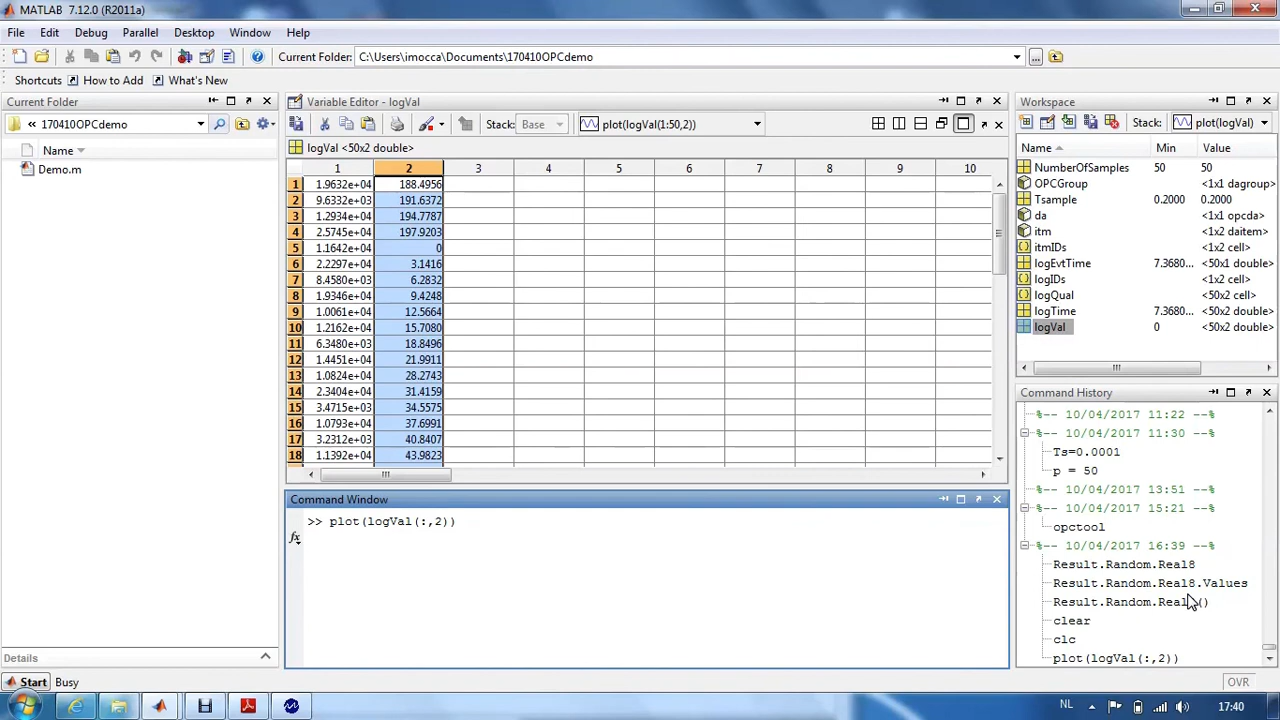 MATLAB 7.12.0 (R2011a)
File Edit Debug Parallel Desktop Window Help
Current Folder: C:\Users\imocca\Documents\170410OPCdemo
Shortcuts How to Add What's New
Current Folder
« 170410OPCdemo
Name
Demo.m
Details
Variable Editor - logVal
Stack: Base plot(logVal(1:50,2))
logVal <50x2 double>
1 2 3 4 5 6 7 8 9 10
1 1.9632e+04 188.4956
2 9.6332e+03 191.6372
3 1.2934e+04 194.7787
4 2.5745e+04 197.9203
5 1.1642e+04 0
6 2.2297e+04 3.1416
7 8.4580e+03 6.2832
8 1.9346e+04 9.4248
9 1.0061e+04 12.5664
10 1.2162e+04 15.7080
11 6.3480e+03 18.8496
12 1.4451e+04 21.9911
13 1.0824e+04 28.2743
14 2.3404e+04 31.4159
15 3.4715e+03 34.5575
16 1.0793e+04 37.6991
17 3.2312e+03 40.8407
18 1.1392e+04 43.9823
Command Window
>> plot(logVal(:,2))
fx
Workspace
Stack: plot(logVal)
Name Min Value
NumberOfSamples 50 50
OPCGroup <1x1 dagroup>
Tsample 0.2000 0.2000
da <1x1 opcda>
itm <1x2 daitem>
itmIDs <1x2 cell>
logEvtTime 7.3680... <50x1 double>
logIDs <1x2 cell>
logQual <50x2 cell>
logTime 7.3680... <50x2 double>
logVal 0 <50x2 double>
Command History
%-- 10/04/2017 11:22 --%
%-- 10/04/2017 11:30 --%
Ts=0.0001
p = 50
%-- 10/04/2017 13:51 --%
%-- 10/04/2017 15:21 --%
opctool
%-- 10/04/2017 16:39 --%
Result.Random.Real8
Result.Random.Real8.Values
Result.Random.Real ()
clear
clc
plot(logVal(:,2))
Start Busy
OVR
NL 17:40